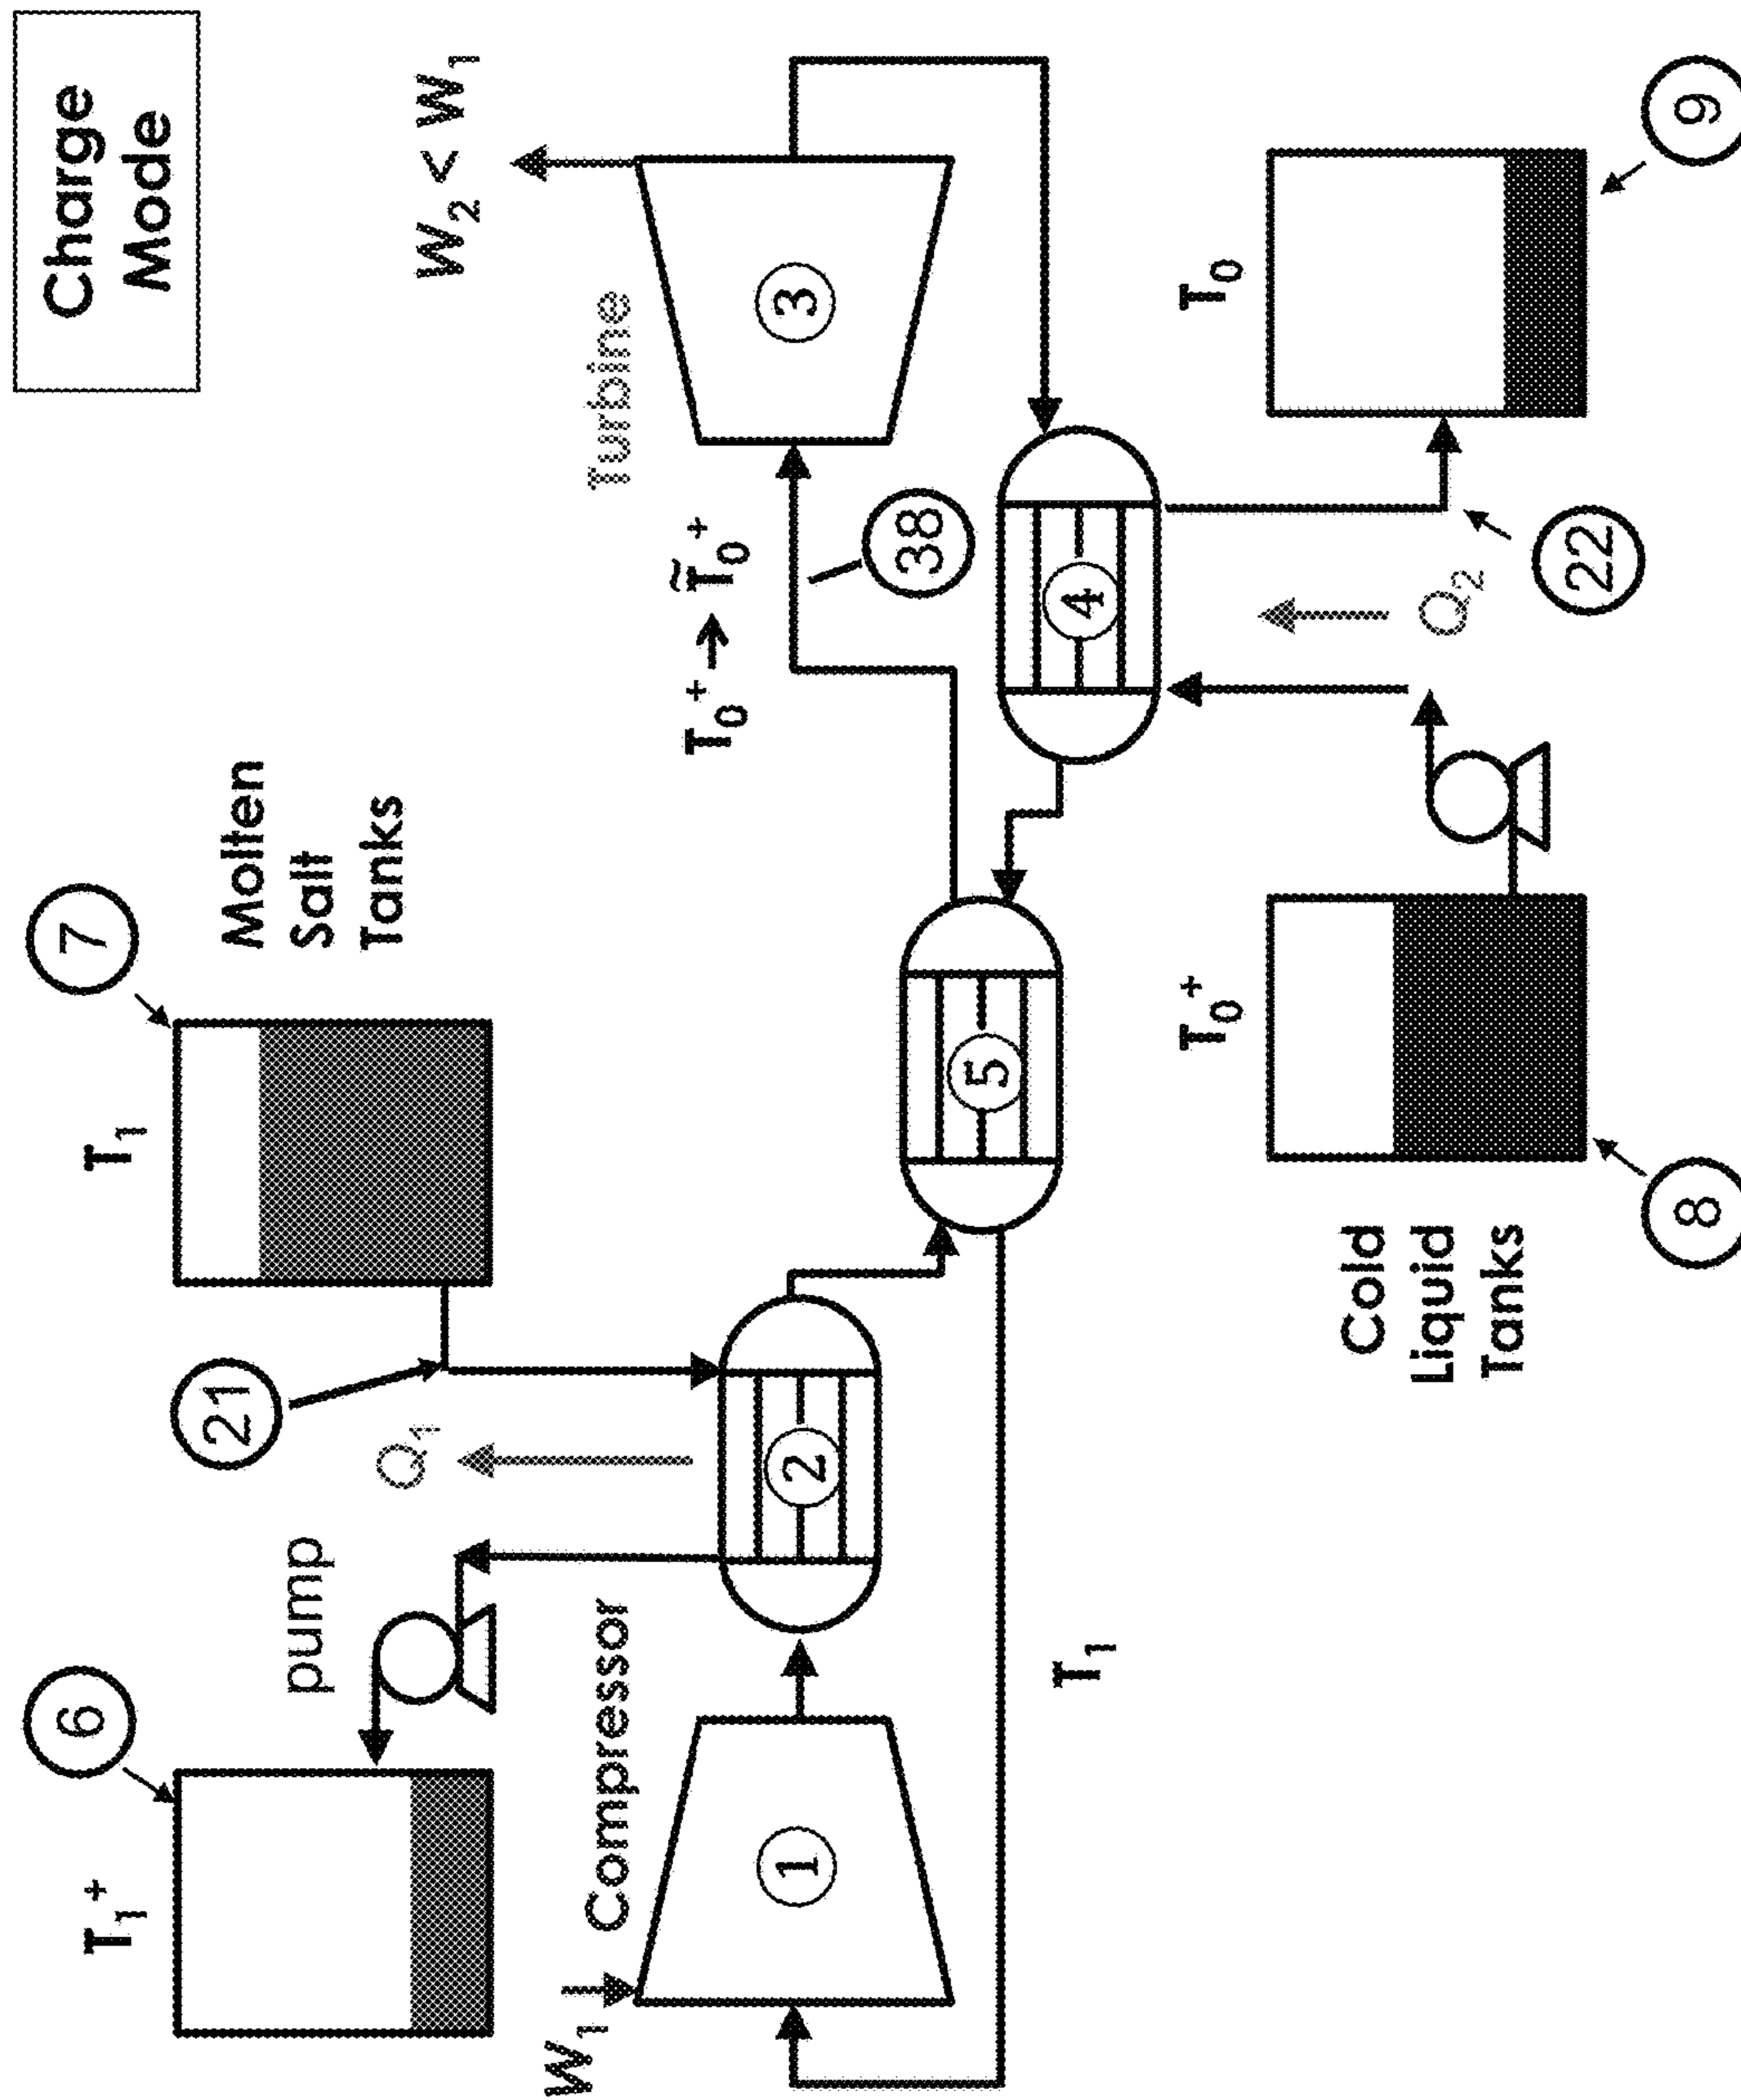 Charge
Mode
6
7
T₁⁺
T₁
21
Molten
Salt
Tanks
pump
Q₁
W₂ < W₁
W₁
Compressor
Turbine
T₀⁺ → T̃₀⁺
1
2
3
38
5
4
T₁
T₀⁺
T₀
Cold
Liquid
Tanks
Q₂
22
8
9